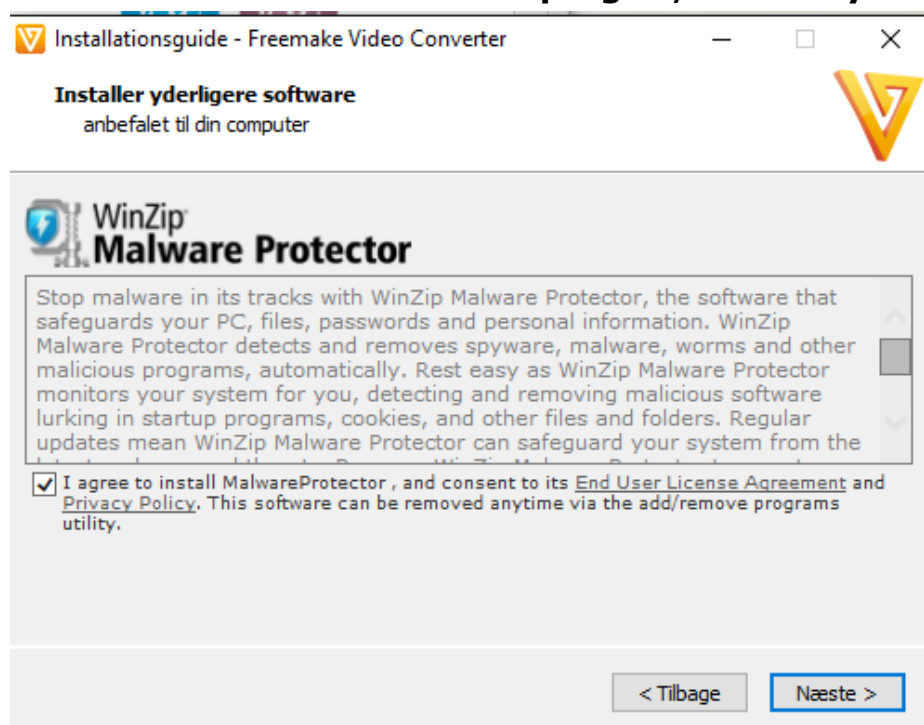 Installationsguide - Freemake Video Converter
Installer yderligere software
anbefalet til din computer
WinZip
Malware Protector
Stop malware in its tracks with WinZip Malware Protector, the software that
safeguards your PC, files, passwords and personal information. WinZip
Malware Protector detects and removes spyware, malware, worms and other
malicious programs, automatically. Rest easy as WinZip Malware Protector
monitors your system for you, detecting and removing malicious software
lurking in startup programs, cookies, and other files and folders. Regular
updates mean WinZip Malware Protector can safeguard your system from the
I agree to install MalwareProtector , and consent to its End User License Agreement and
Privacy Policy. This software can be removed anytime via the add/remove programs
utility.
< Tilbage
Næste >